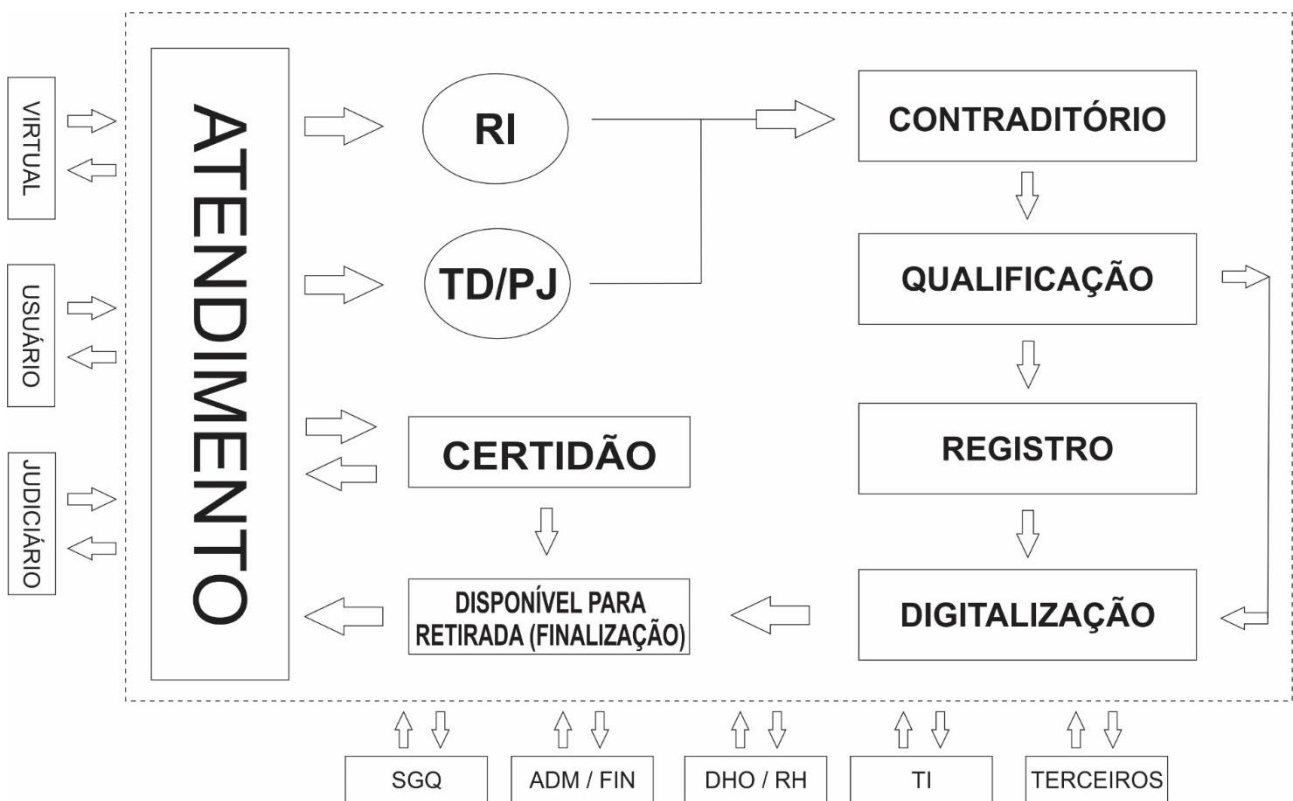 VIRTUAL
USUÁRIO
JUDICIÁRIO
ATENDIMENTO
RI
TD/PJ
CERTIDÃO
DISPONÍVEL PARA
RETIRADA (FINALIZAÇÃO)
CONTRADITÓRIO
QUALIFICAÇÃO
REGISTRO
DIGITALIZAÇÃO
SGQ
ADM / FIN
DHO / RH
TI
TERCEIROS